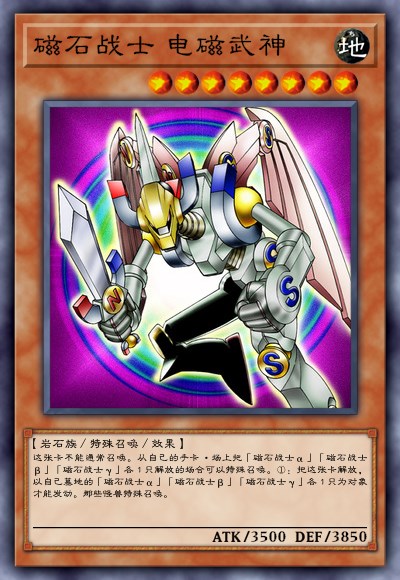 磁石战士 电磁武神
地
N
S
S
S
【岩石族/特殊召唤/效果】
这张卡不能通常召唤。从自己的手卡·场上把「磁石战士α」「磁石战士
β」「磁石战士γ」各1只解放的场合可以特殊召唤。①：把这张卡解放，
以自己墓地的「磁石战士α」「磁石战士β」「磁石战士γ」各1只为对象
才能发动。那些怪兽特殊召唤。
ATK/3500 DEF/3850